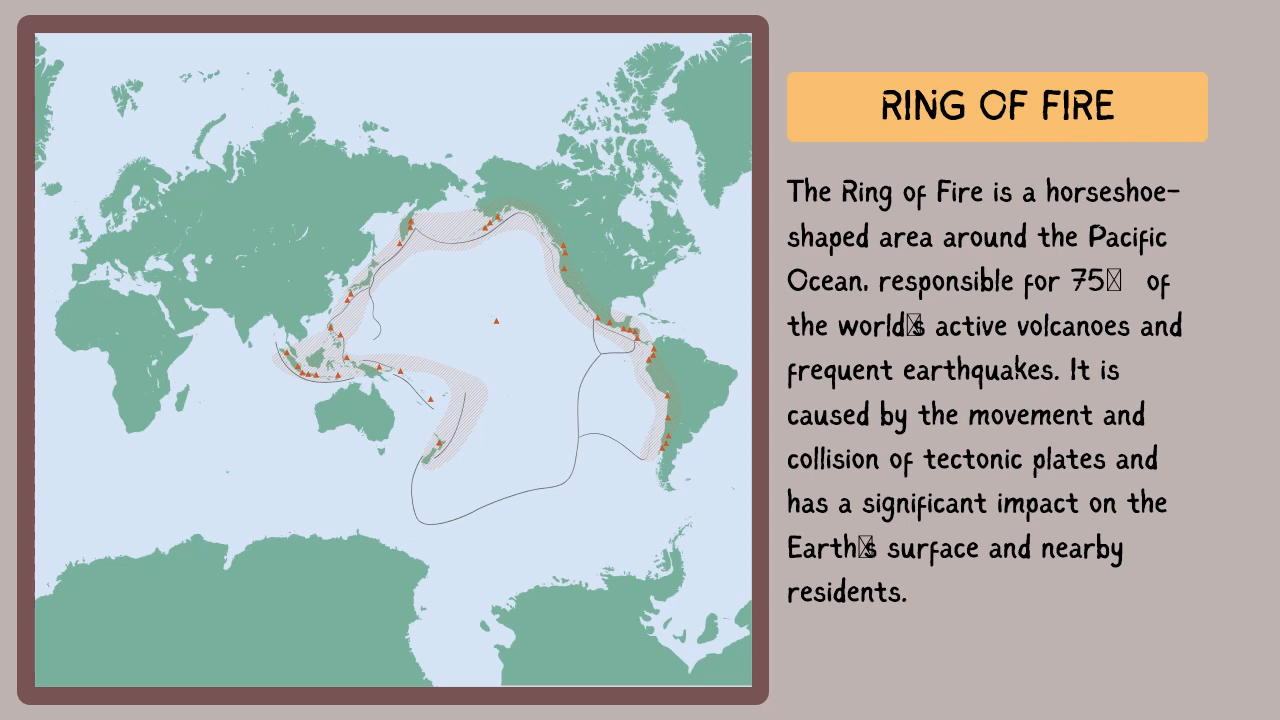 RING OF FIRE
The Ring of Fire is a horseshoe-
shaped area around the Pacific
Ocean, responsible for 75 of
the world□s active volcanoes and
frequent earthquakes. It is
caused by the movement and
collision of tectonic plates and
has a significant impact on the
Earth□s surface and nearby
residents.